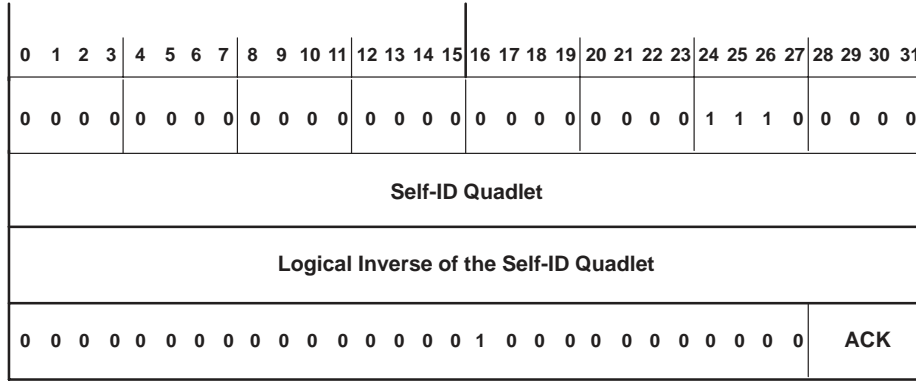 0 1 2 3 4 5 6 7 8 9 10 11 12 13 14 15 16 17 18 19 20 21 22 23 24 25 26 27 28 29 30 31
0 0 0 0 0 0 0 0 0 0 0 0 0 0 0 0 0 0 0 0 0 0 0 0 1 1 1 0 0 0 0 0
Self-ID Quadlet
Logical Inverse of the Self-ID Quadlet
0 0 0 0 0 0 0 0 0 0 0 0 0 0 0 0 1 0 0 0 0 0 0 0 0 0 0 0 ACK